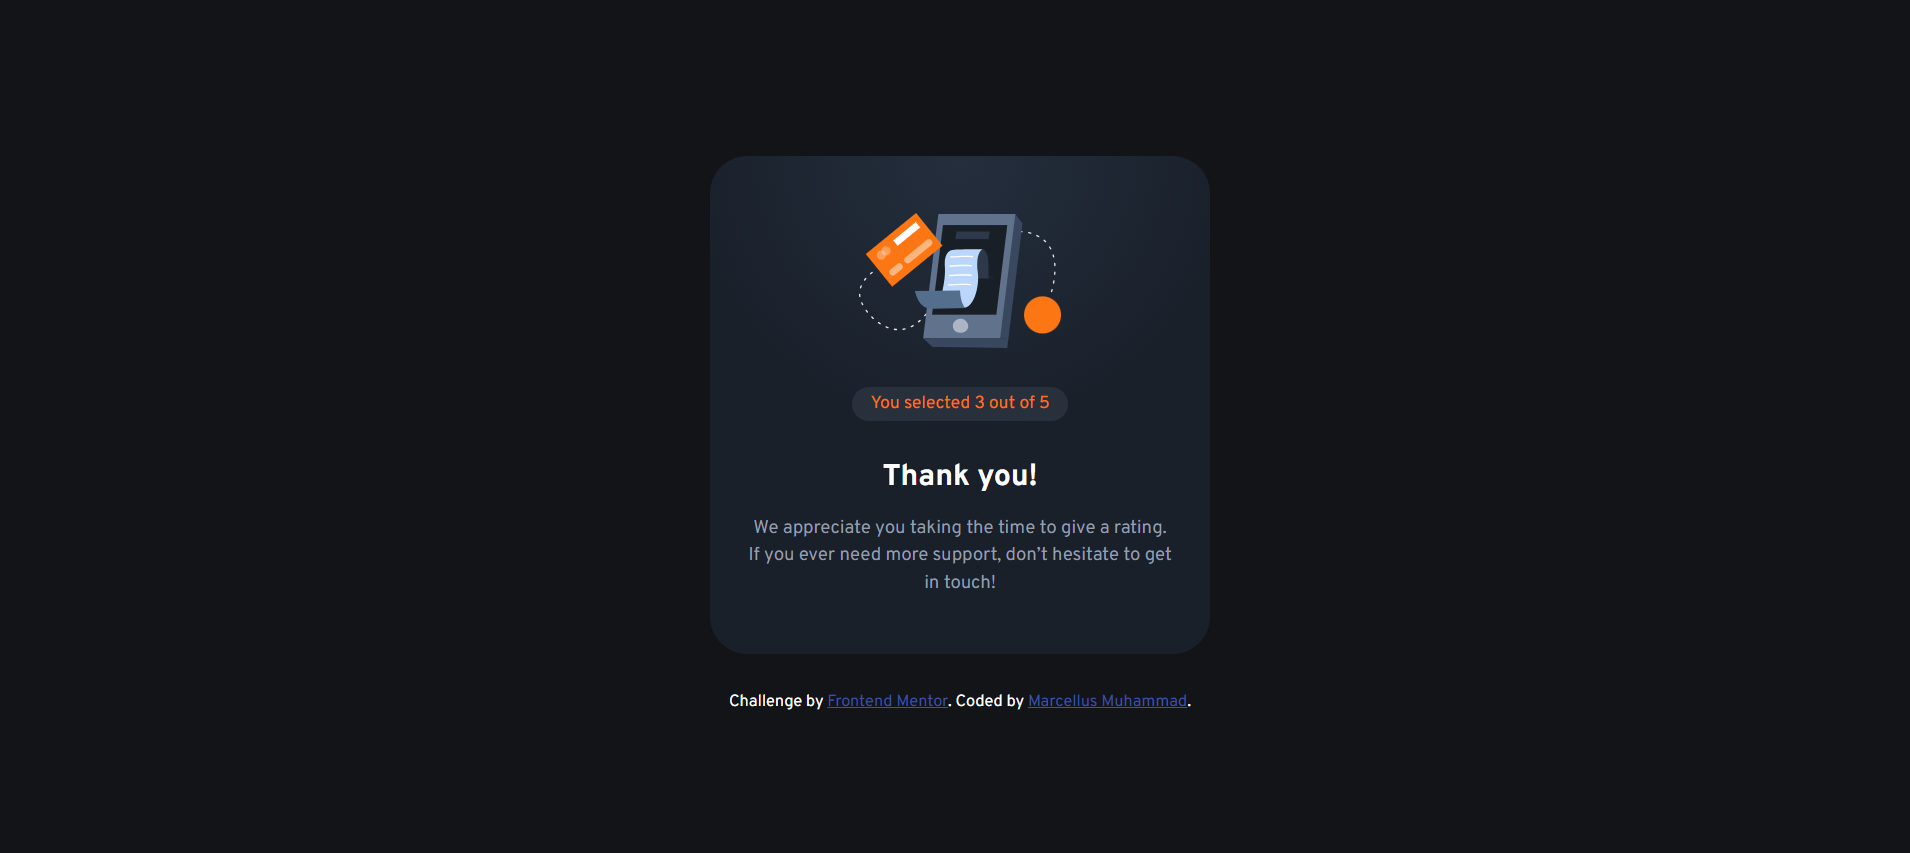 You selected 3 out of 5
Thank you!
We appreciate you taking the time to give a rating.
If you ever need more support, don’t hesitate to get
in touch!
Challenge by Frontend Mentor. Coded by Marcellus Muhammad.